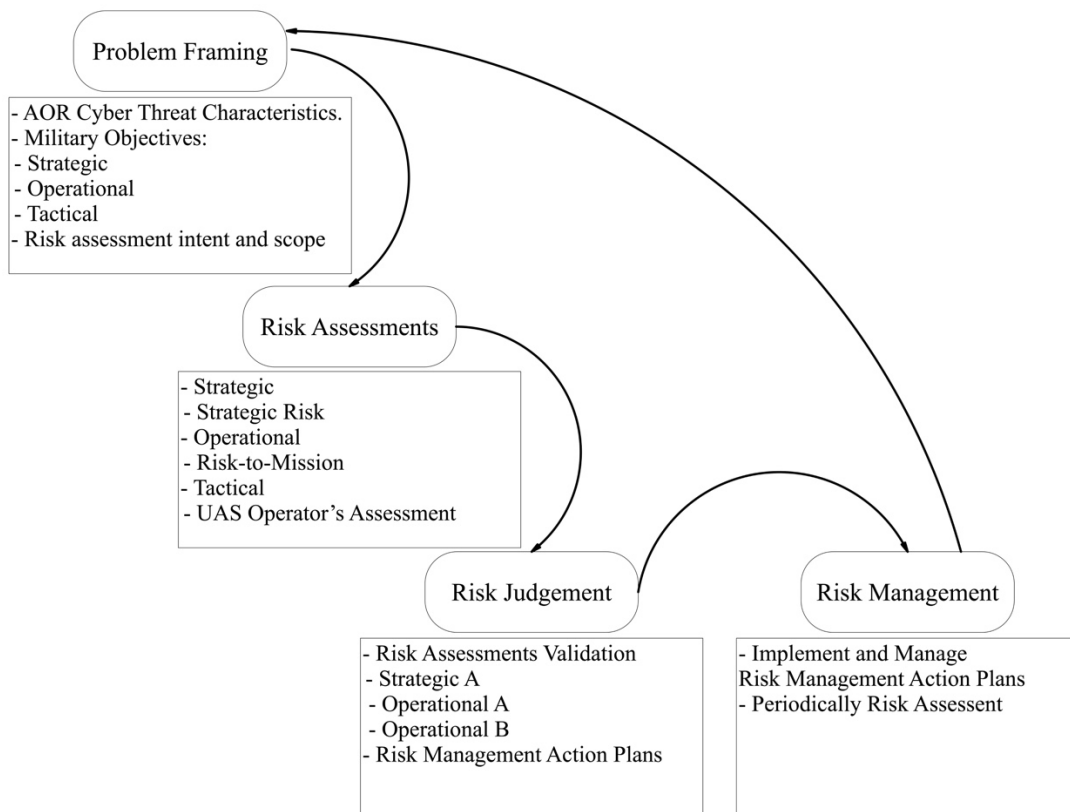 Problem Framing
- AOR Cyber Threat Characteristics.
- Military Objectives:
- Strategic
- Operational
- Tactical
- Risk assessment intent and scope
Risk Assessments
- Strategic
- Strategic Risk
- Operational
- Risk-to-Mission
- Tactical
- UAS Operator’s Assessment
Risk Judgement
- Risk Assessments Validation
- Strategic A
- Operational A
- Operational B
- Risk Management Action Plans
Risk Management
- Implement and Manage
Risk Management Action Plans
- Periodically Risk Assessent